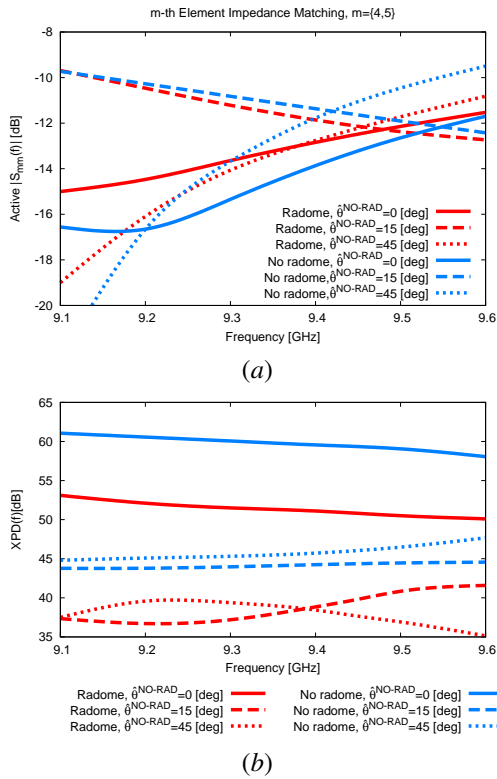 m-th Element Impedance Matching, m={4,5}
-8
-10
-12
-14
-16
-18
-20
Active |Smm(f)| [dB]
Radome, θ̂^NO-RAD=0 [deg]
Radome, θ̂^NO-RAD=15 [deg]
Radome, θ̂^NO-RAD=45 [deg]
No radome,θ̂^NO-RAD=0 [deg]
No radome,θ̂^NO-RAD=15 [deg]
No radome,θ̂^NO-RAD=45 [deg]
9.1 9.2 9.3 9.4 9.5 9.6
Frequency [GHz]
(a)
65
60
55
50
45
40
35
XPD(f)[dB]
9.1 9.2 9.3 9.4 9.5 9.6
Frequency [GHz]
Radome, θ̂^NO-RAD=0 [deg] No radome, θ̂^NO-RAD=0 [deg]
Radome, θ̂^NO-RAD=15 [deg] No radome, θ̂^NO-RAD=15 [deg]
Radome, θ̂^NO-RAD=45 [deg] No radome, θ̂^NO-RAD=45 [deg]
(b)